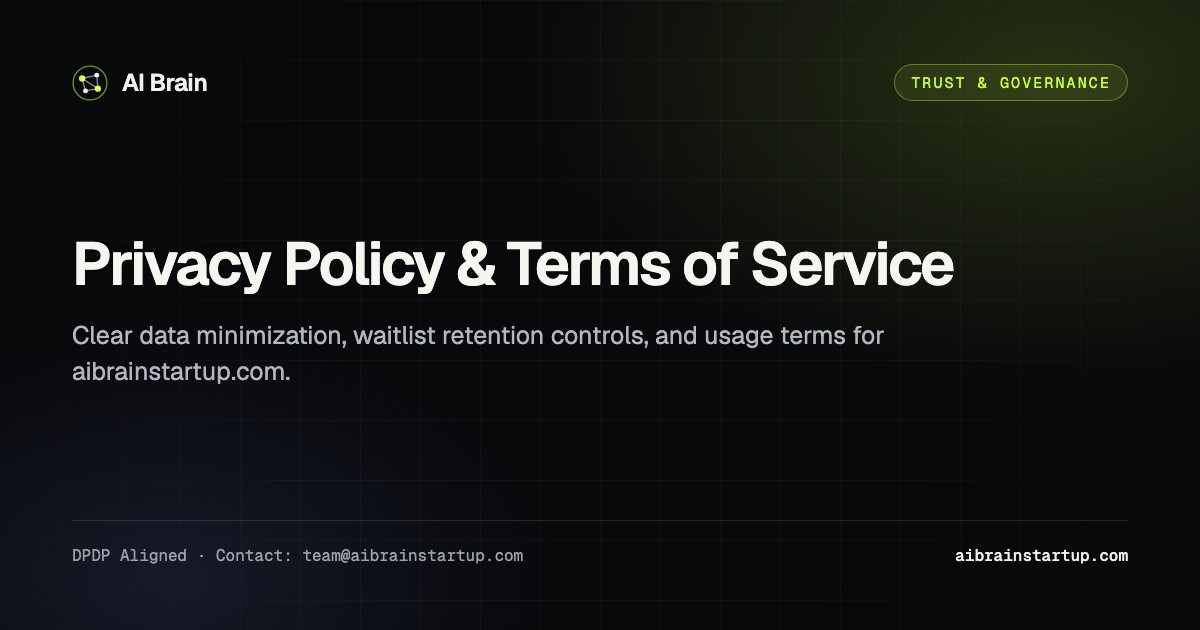 AI Brain
TRUST & GOVERNANCE
Privacy Policy & Terms of Service
Clear data minimization, waitlist retention controls, and usage terms for
aibrainstartup.com.
DPDP Aligned · Contact: team@aibrainstartup.com
aibrainstartup.com